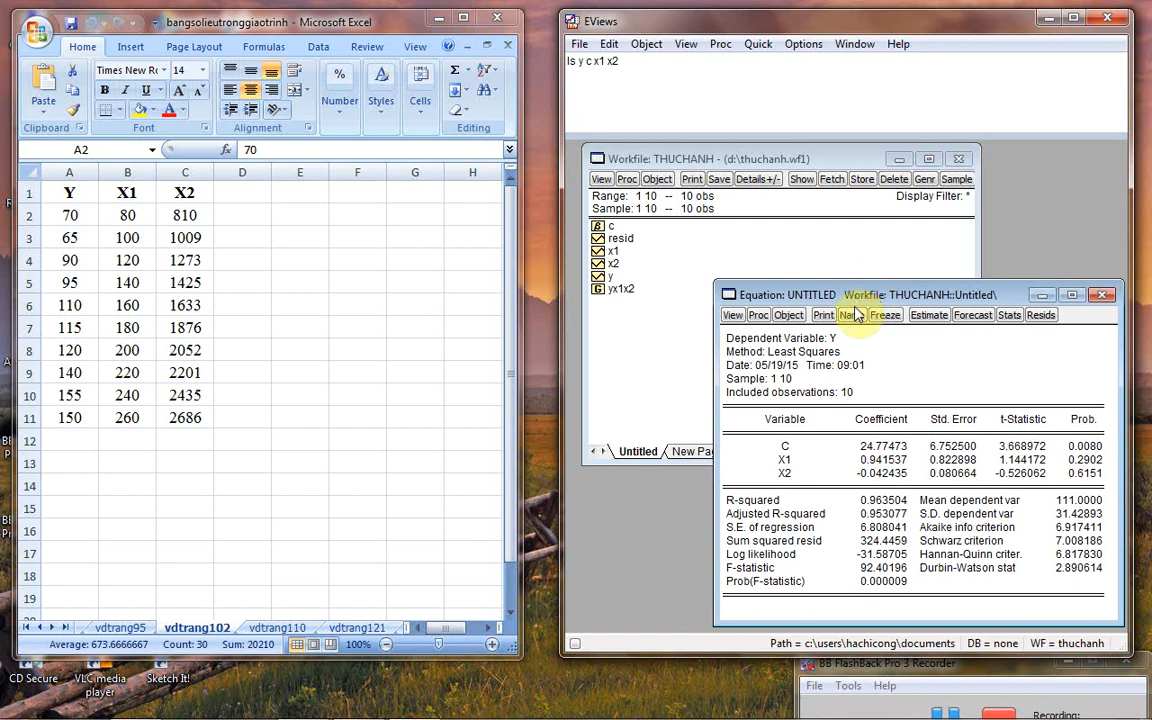 bangsolieutronggiaotrinh - Microsoft Excel
Home Insert Page Layout Formulas Data Review View
Times New Ro 14
Paste
B I U A A
% Number
A Styles
Cells
Σ
Clipboard Font Alignment Editing
A2 fx 70
A B C D E F G H
1 Y X1 X2
2 70 80 810
3 65 100 1009
4 90 120 1273
5 95 140 1425
6 110 160 1633
7 115 180 1876
8 120 200 2052
9 140 220 2201
10 155 240 2435
11 150 260 2686
12
13
14
15
16
17
18
19
vdtrang95 vdtrang102 vdtrang110 vdtrang121
Average: 673.6666667 Count: 30 Sum: 20210 100%
CD Secure
VLC media
player
Sketch It!
EViews
File Edit Object View Proc Quick Options Window Help
ls y c x1 x2
Workfile: THUCHANH - (d:\thuchanh.wf1)
View Proc Object Print Save Details+/- Show Fetch Store Delete Genr Sample
Range: 1 10 -- 10 obs Display Filter: *
Sample: 1 10 -- 10 obs
c
resid
x1
x2
y
yx1x2
Untitled New Pa
Equation: UNTITLED Workfile: THUCHANH::Untitled\
View Proc Object Print Name Freeze Estimate Forecast Stats Resids
Dependent Variable: Y
Method: Least Squares
Date: 05/19/15 Time: 09:01
Sample: 1 10
Included observations: 10
Variable Coefficient Std. Error t-Statistic Prob.
C 24.77473 6.752500 3.668972 0.0080
X1 0.941537 0.822898 1.144172 0.2902
X2 -0.042435 0.080664 -0.526062 0.6151
R-squared 0.963504 Mean dependent var 111.0000
Adjusted R-squared 0.953077 S.D. dependent var 31.42893
S.E. of regression 6.808041 Akaike info criterion 6.917411
Sum squared resid 324.4459 Schwarz criterion 7.008186
Log likelihood -31.58705 Hannan-Quinn criter. 6.817830
F-statistic 92.40196 Durbin-Watson stat 2.890614
Prob(F-statistic) 0.000009
Path = c:\users\hachicong\documents DB = none WF = thuchanh
BB FlashBack Pro 3 Recorder
File Tools Help
Recording: